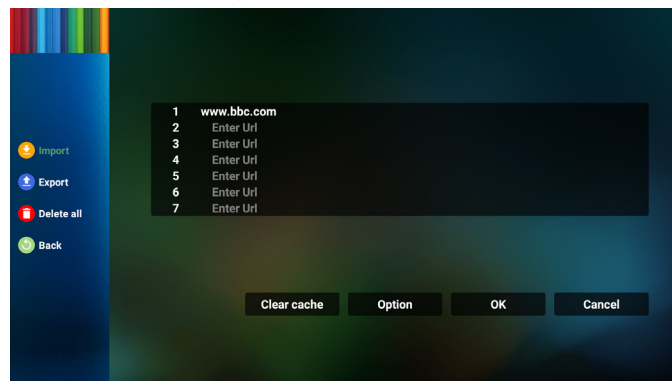 1 www.bbc.com
2 Enter Url
3 Enter Url
4 Enter Url
5 Enter Url
6 Enter Url
7 Enter Url
Import
Export
Delete all
Back
Clear cache Option OK Cancel